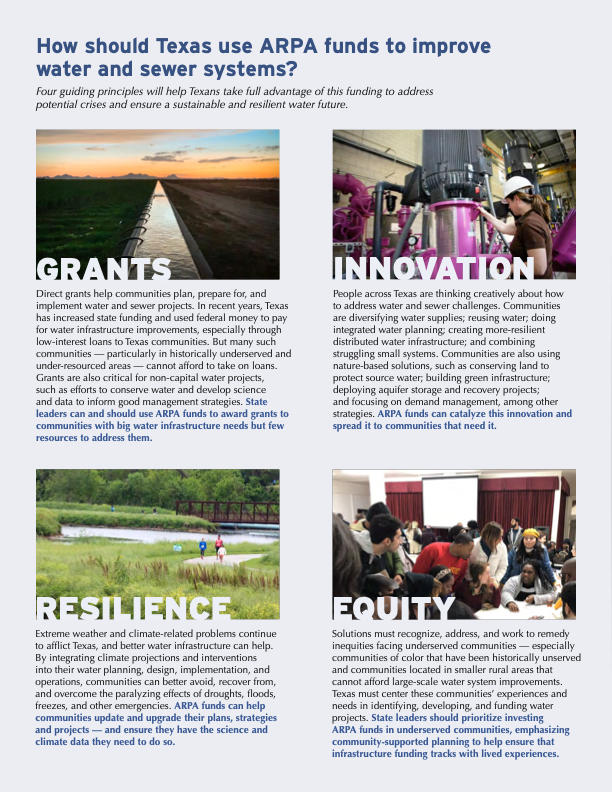 How should Texas use ARPA funds to improve
water and sewer systems?
Four guiding principles will help Texans take full advantage of this funding to address
potential crises and ensure a sustainable and resilient water future.
GRANTS
Direct grants help communities plan, prepare for, and
implement water and sewer projects. In recent years, Texas
has increased state funding and used federal money to pay
for water infrastructure improvements, especially through
low-interest loans to Texas communities. But many such
communities — particularly in historically underserved and
under-resourced areas — cannot afford to take on loans.
Grants are also critical for non-capital water projects,
such as efforts to conserve water and develop science
and data to inform good management strategies. State
leaders can and should use ARPA funds to award grants to
communities with big water infrastructure needs but few
resources to address them.
INNOVATION
People across Texas are thinking creatively about how
to address water and sewer challenges. Communities
are diversifying water supplies; reusing water; doing
integrated water planning; creating more-resilient
distributed water infrastructure; and combining
struggling small systems. Communities are also using
nature-based solutions, such as conserving land to
protect source water; building green infrastructure;
deploying aquifer storage and recovery projects;
and focusing on demand management, among other
strategies. ARPA funds can catalyze this innovation and
spread it to communities that need it.
RESILIENCE
Extreme weather and climate-related problems continue
to afflict Texas, and better water infrastructure can help.
By integrating climate projections and interventions
into their water planning, design, implementation, and
operations, communities can better avoid, recover from,
and overcome the paralyzing effects of droughts, floods,
freezes, and other emergencies. ARPA funds can help
communities update and upgrade their plans, strategies
and projects — and ensure they have the science and
climate data they need to do so.
EQUITY
Solutions must recognize, address, and work to remedy
inequities facing underserved communities — especially
communities of color that have been historically unserved
and communities located in smaller rural areas that
cannot afford large-scale water system improvements.
Texas must center these communities' experiences and
needs in identifying, developing, and funding water
projects. State leaders should prioritize investing
ARPA funds in underserved communities, emphasizing
community-supported planning to help ensure that
infrastructure funding tracks with lived experiences.